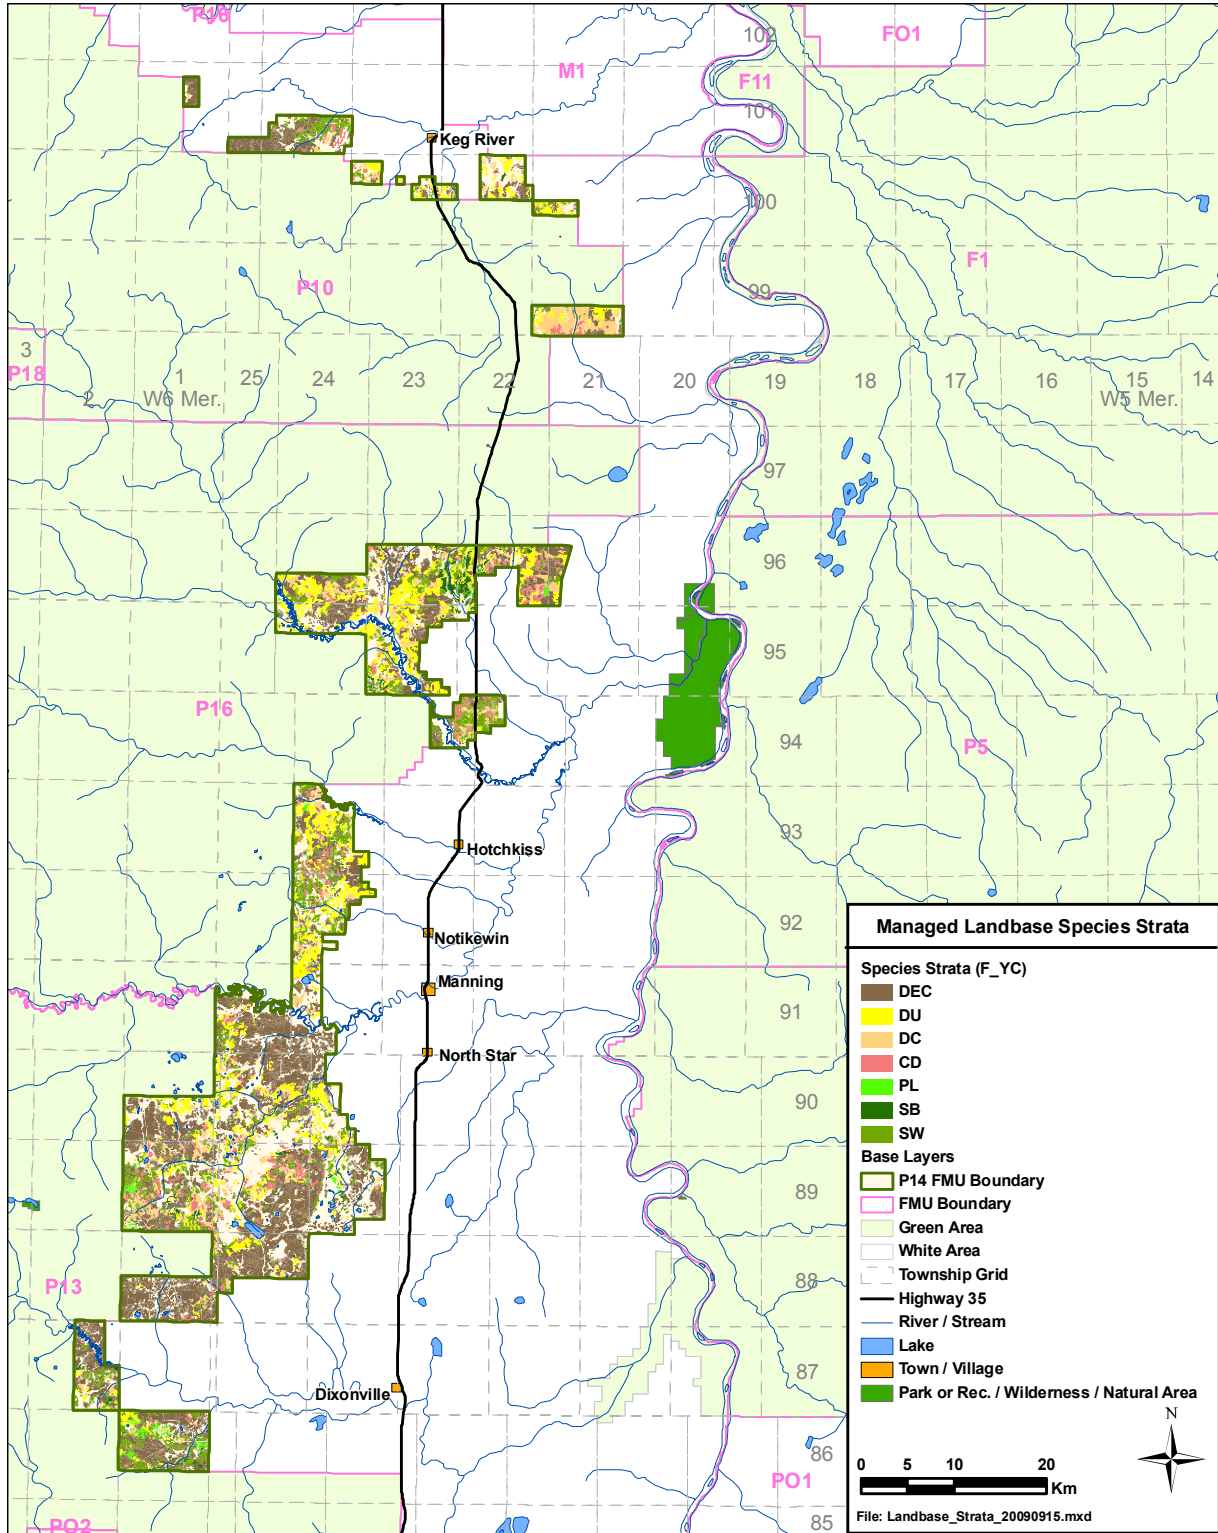 P16
102
FO1
M1
F11
101
Keg River
100
F1
P10
99
3
P18
1
2
W6 Mer.
25
24
23
22
21
20
19
18
17
16
15
14
W5 Mer.
97
96
95
P16
94
P5
93
Hotchkiss
92
Notikewin
Manning
91
North Star
90
89
P13
88
87
Dixonville
86
PO1
PO2
85
Managed Landbase Species Strata
Species Strata (F_YC)
DEC
DU
DC
CD
PL
SB
SW
Base Layers
P14 FMU Boundary
FMU Boundary
Green Area
White Area
Township Grid
Highway 35
River / Stream
Lake
Town / Village
Park or Rec. / Wilderness / Natural Area
N
0 5 10 20
Km
File: Landbase_Strata_20090915.mxd